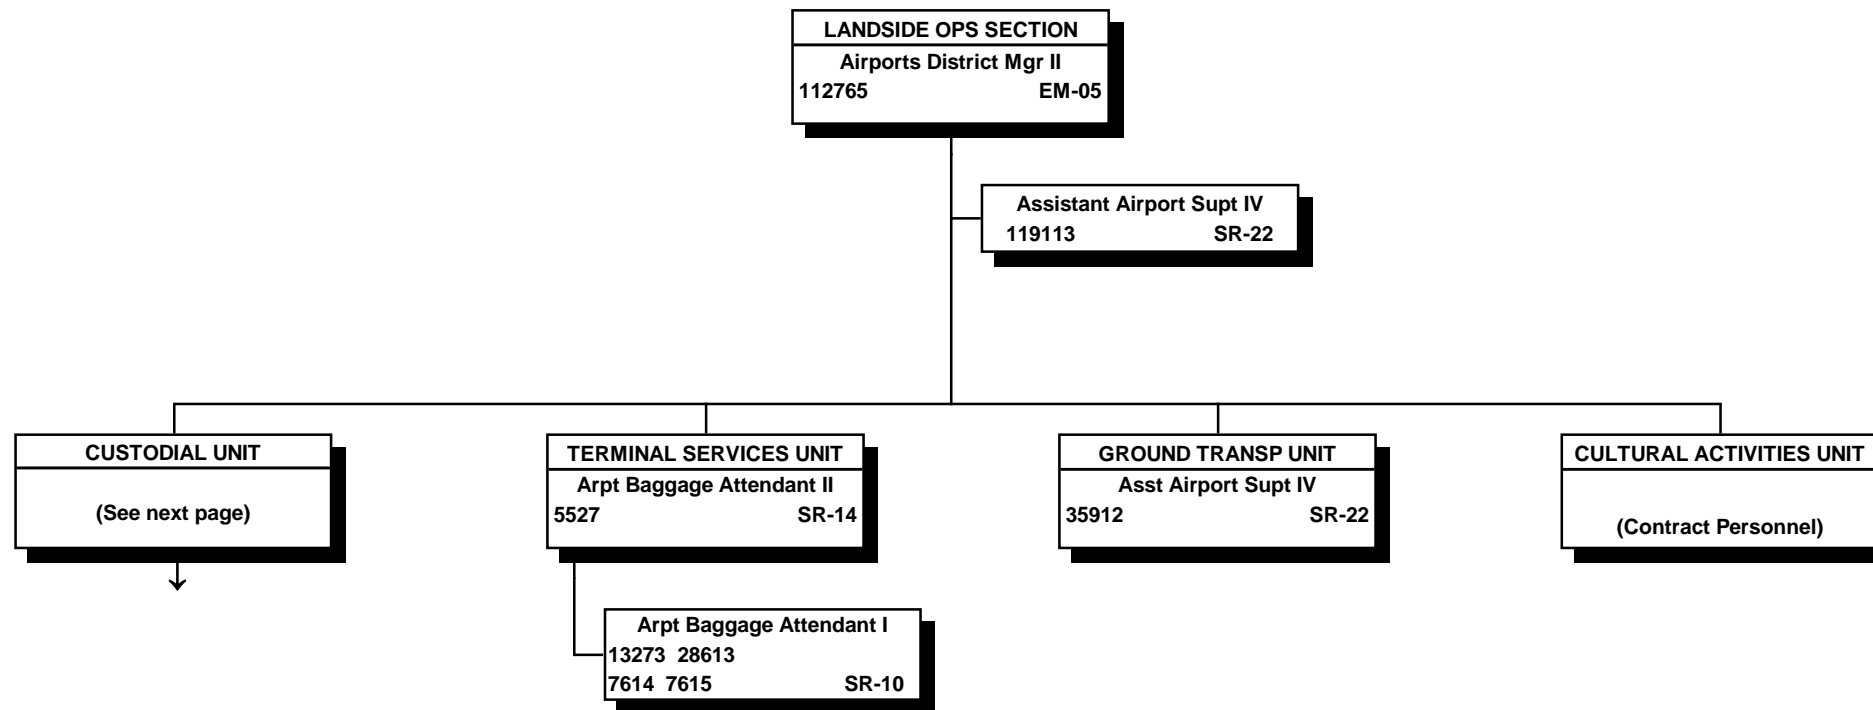 LANDSIDE OPS SECTION
Airports District Mgr II
112765 EM-05
Assistant Airport Supt IV
119113 SR-22
CUSTODIAL UNIT
(See next page)
TERMINAL SERVICES UNIT
Arpt Baggage Attendant II
5527 SR-14
Arpt Baggage Attendant I
13273 28613
7614 7615 SR-10
GROUND TRANSP UNIT
Asst Airport Supt IV
35912 SR-22
CULTURAL ACTIVITIES UNIT
(Contract Personnel)